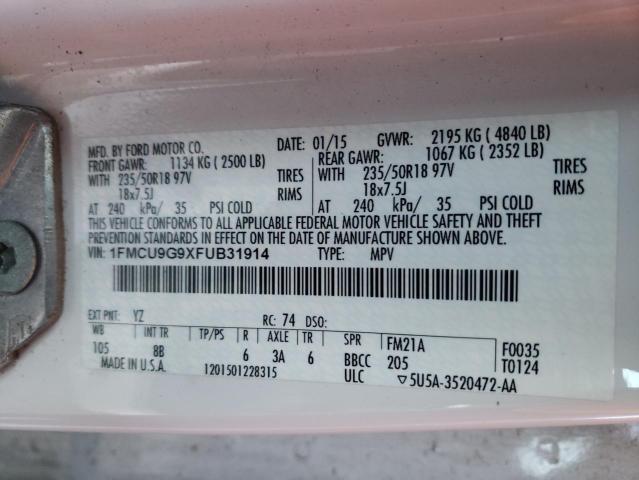 MFD. BY FORD MOTOR CO. DATE: 01/15 GVWR: 2195 KG ( 4840 LB)
FRONT GAWR: 1134 KG ( 2500 LB) REAR GAWR: 1067 KG ( 2352 LB)
WITH 235/50R18 97V TIRES WITH 235/50R18 97V TIRES
18x7.5J RIMS 18x7.5J RIMS
AT 240 kPa/ 35 PSI COLD AT 240 kPa/ 35 PSI COLD
THIS VEHICLE CONFORMS TO ALL APPLICABLE FEDERAL MOTOR VEHICLE SAFETY AND THEFT
PREVENTION STANDARDS IN EFFECT ON THE DATE OF MANUFACTURE SHOWN ABOVE.
VIN: 1FMCU9G9XFUB31914 TYPE: MPV
EXT PNT: YZ RC: 74 DSO:
WB INT TR TP/PS R AXLE TR SPR FM21A F0035
105 8B 6 3A 6 BBCC 205 T0124
MADE IN U.S.A. 1201501228315 ULC ▽5U5A-3520472-AA